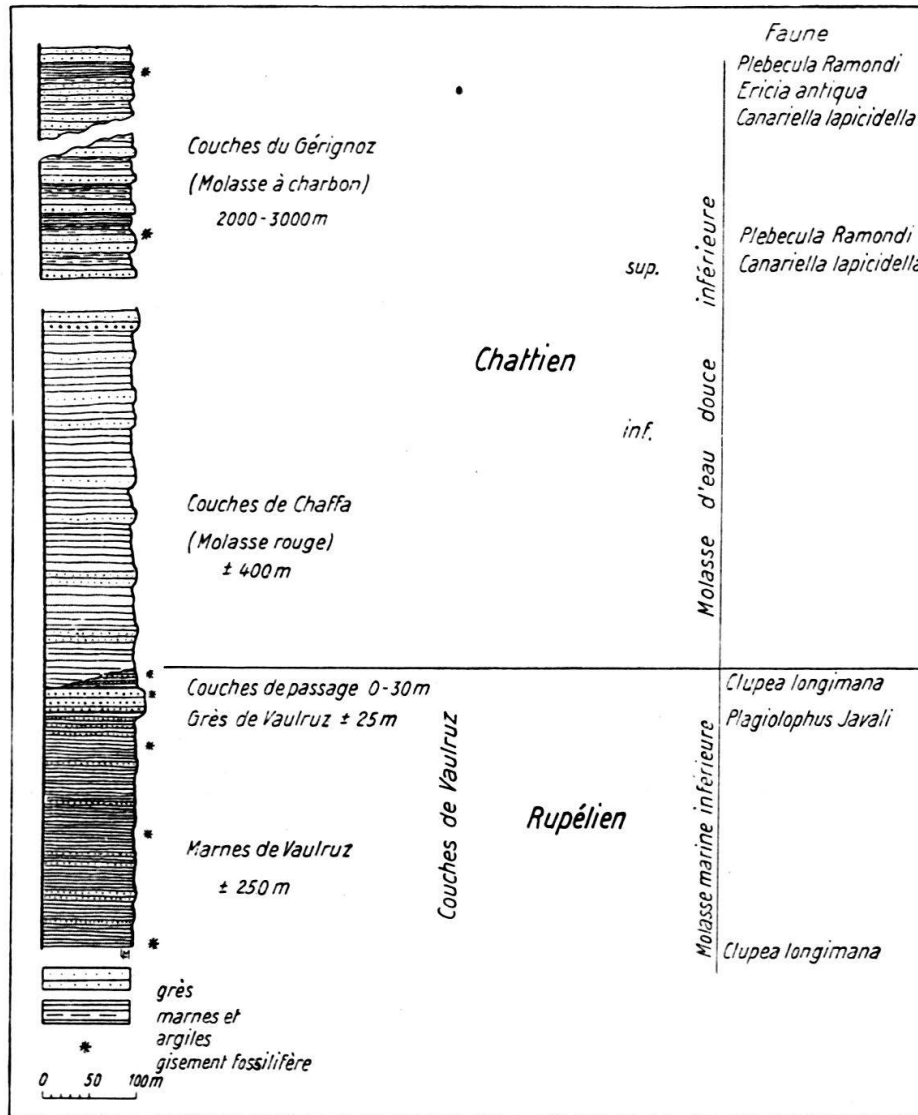 Faune
Plebecula Ramondi
Ericia antiqua
Canariella lapicidella
Couches du Gérignoz
(Molasse à charbon)
2000-3000m
Plebecula Ramondi
Canariella lapicidella
sup.
Chattien
inf.
Molasse d'eau douce inférieure
Couches de Chaffa
(Molasse rouge)
± 400m
Couches de passage 0-30m
Clupea longimana
Grès de Vaulruz ± 25m
Plagiolophus Javali
Couches de Vaulruz
Rupélien
Molasse marine inférieure
Marnes de Vaulruz
± 250m
Clupea longimana
grès
marnes et
argiles
* gisement fossilifère
0 50 100m